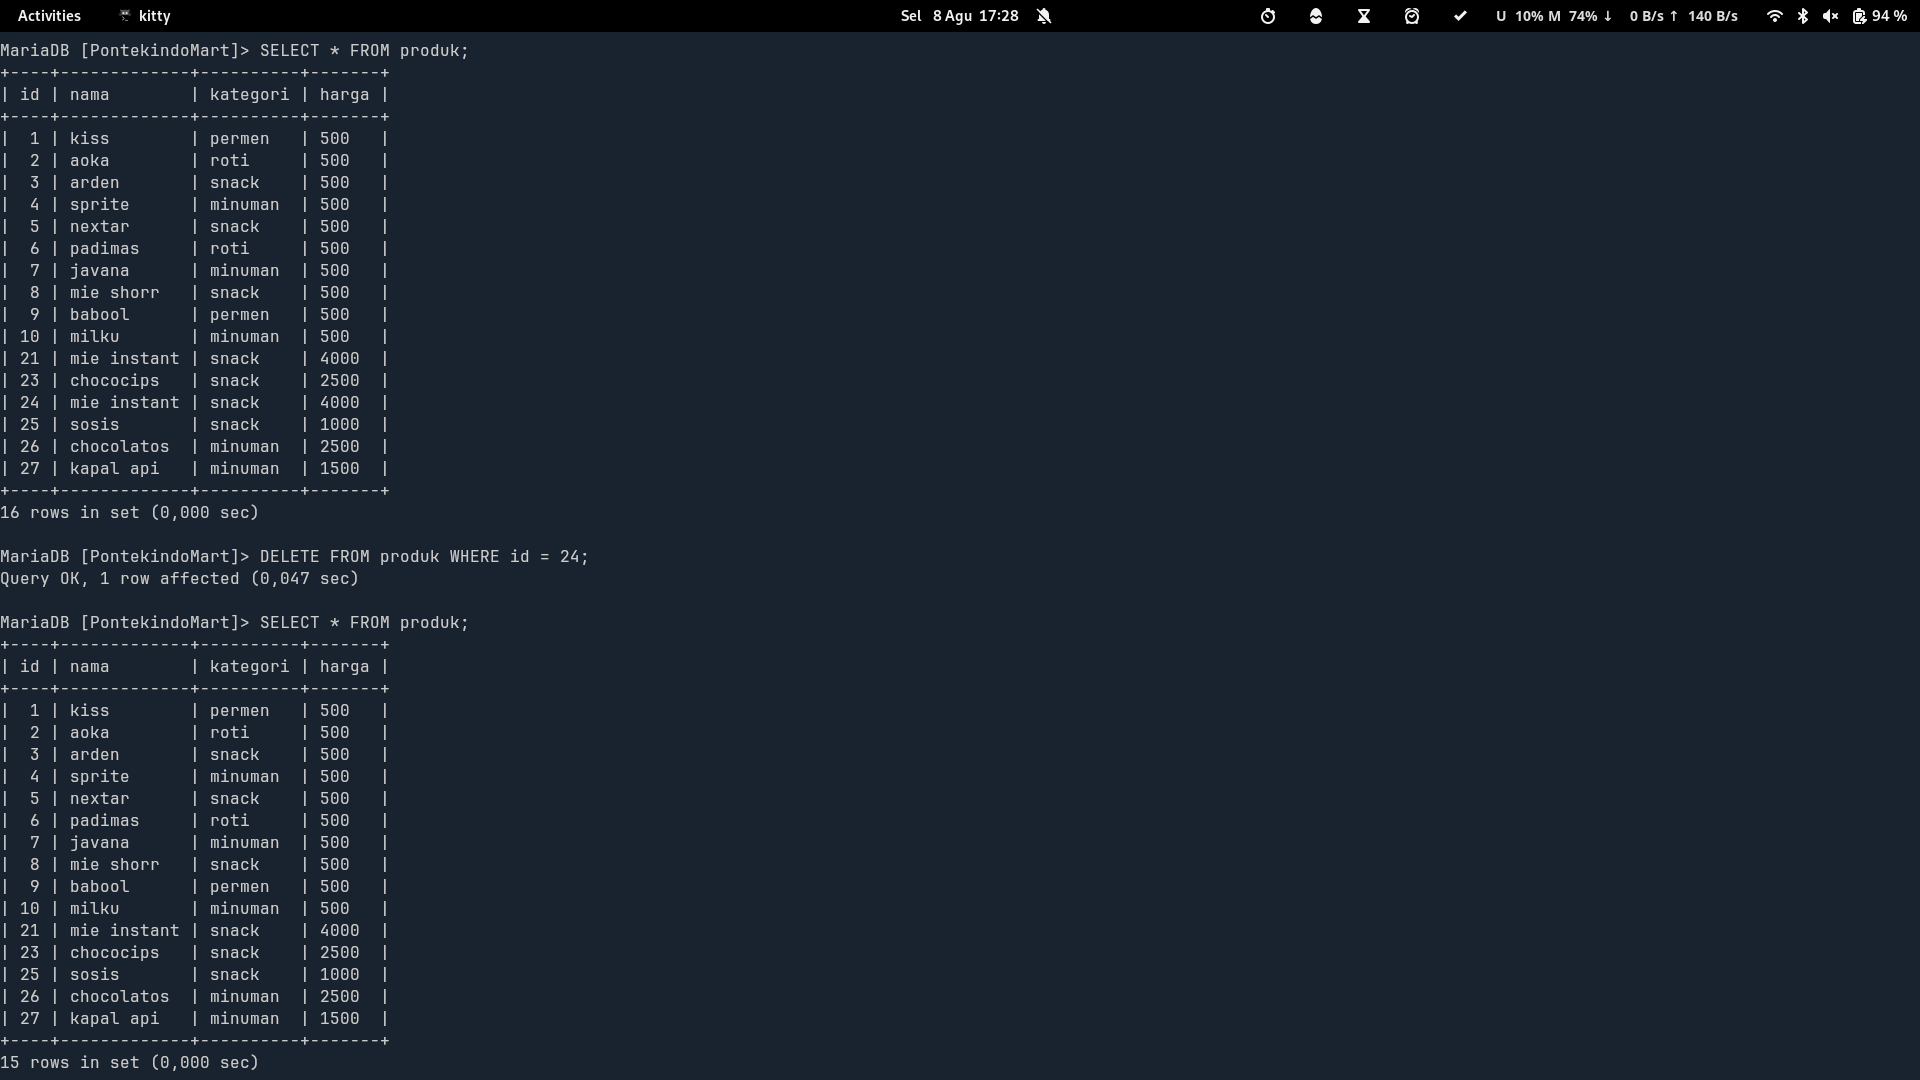 Activities kitty Sel 8 Agu 17:28 U 10% M 74% ↓ 0 B/s ↑ 140 B/s 94 %
MariaDB [PontekindoMart]> SELECT * FROM produk;
+----+-------------+----------+-------+
| id | nama        | kategori | harga |
+----+-------------+----------+-------+
|  1 | kiss        | permen   | 500   |
|  2 | aoka        | roti     | 500   |
|  3 | arden       | snack    | 500   |
|  4 | sprite      | minuman  | 500   |
|  5 | nextar      | snack    | 500   |
|  6 | padimas     | roti     | 500   |
|  7 | javana      | minuman  | 500   |
|  8 | mie shorr   | snack    | 500   |
|  9 | babool      | permen   | 500   |
| 10 | milku       | minuman  | 500   |
| 21 | mie instant | snack    | 4000  |
| 23 | chococips   | snack    | 2500  |
| 24 | mie instant | snack    | 4000  |
| 25 | sosis       | snack    | 1000  |
| 26 | chocolatos  | minuman  | 2500  |
| 27 | kapal api   | minuman  | 1500  |
+----+-------------+----------+-------+
16 rows in set (0,000 sec)
MariaDB [PontekindoMart]> DELETE FROM produk WHERE id = 24;
Query OK, 1 row affected (0,047 sec)
MariaDB [PontekindoMart]> SELECT * FROM produk;
+----+-------------+----------+-------+
| id | nama        | kategori | harga |
+----+-------------+----------+-------+
|  1 | kiss        | permen   | 500   |
|  2 | aoka        | roti     | 500   |
|  3 | arden       | snack    | 500   |
|  4 | sprite      | minuman  | 500   |
|  5 | nextar      | snack    | 500   |
|  6 | padimas     | roti     | 500   |
|  7 | javana      | minuman  | 500   |
|  8 | mie shorr   | snack    | 500   |
|  9 | babool      | permen   | 500   |
| 10 | milku       | minuman  | 500   |
| 21 | mie instant | snack    | 4000  |
| 23 | chococips   | snack    | 2500  |
| 25 | sosis       | snack    | 1000  |
| 26 | chocolatos  | minuman  | 2500  |
| 27 | kapal api   | minuman  | 1500  |
+----+-------------+----------+-------+
15 rows in set (0,000 sec)